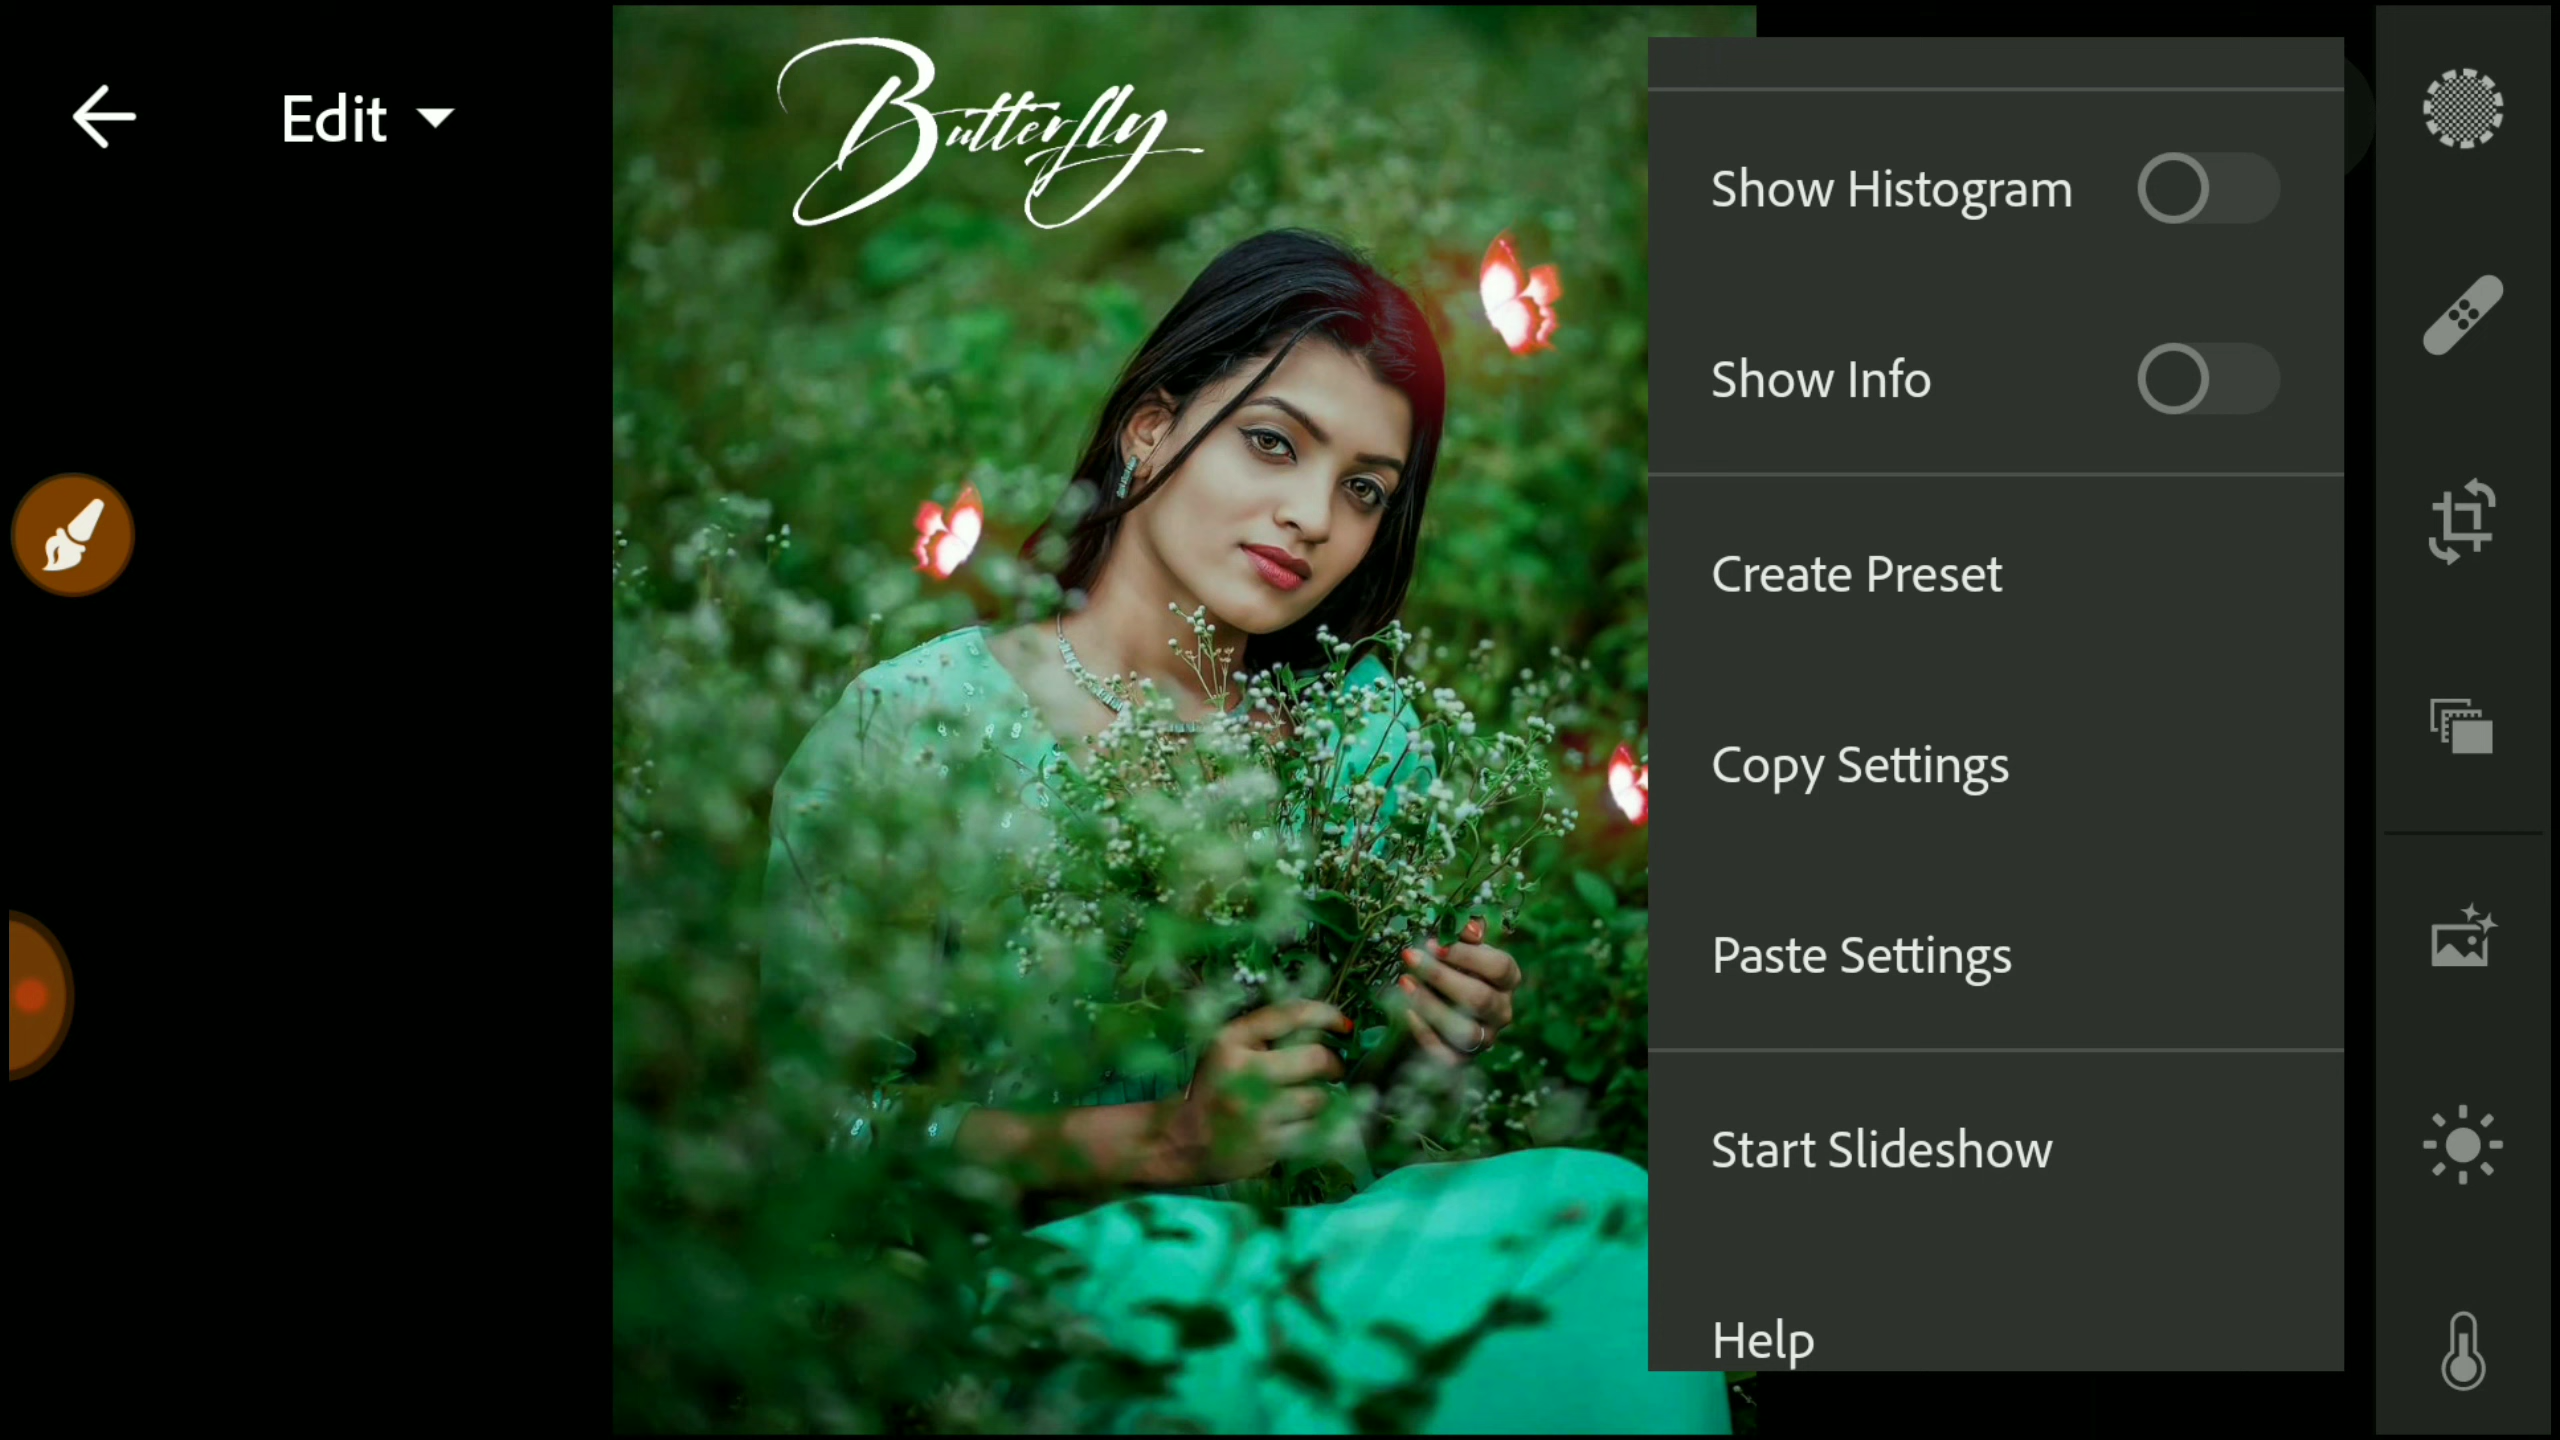 Edit
Butterfly
Show Histogram
Show Info
Create Preset
Copy Settings
Paste Settings
Start Slideshow
Help